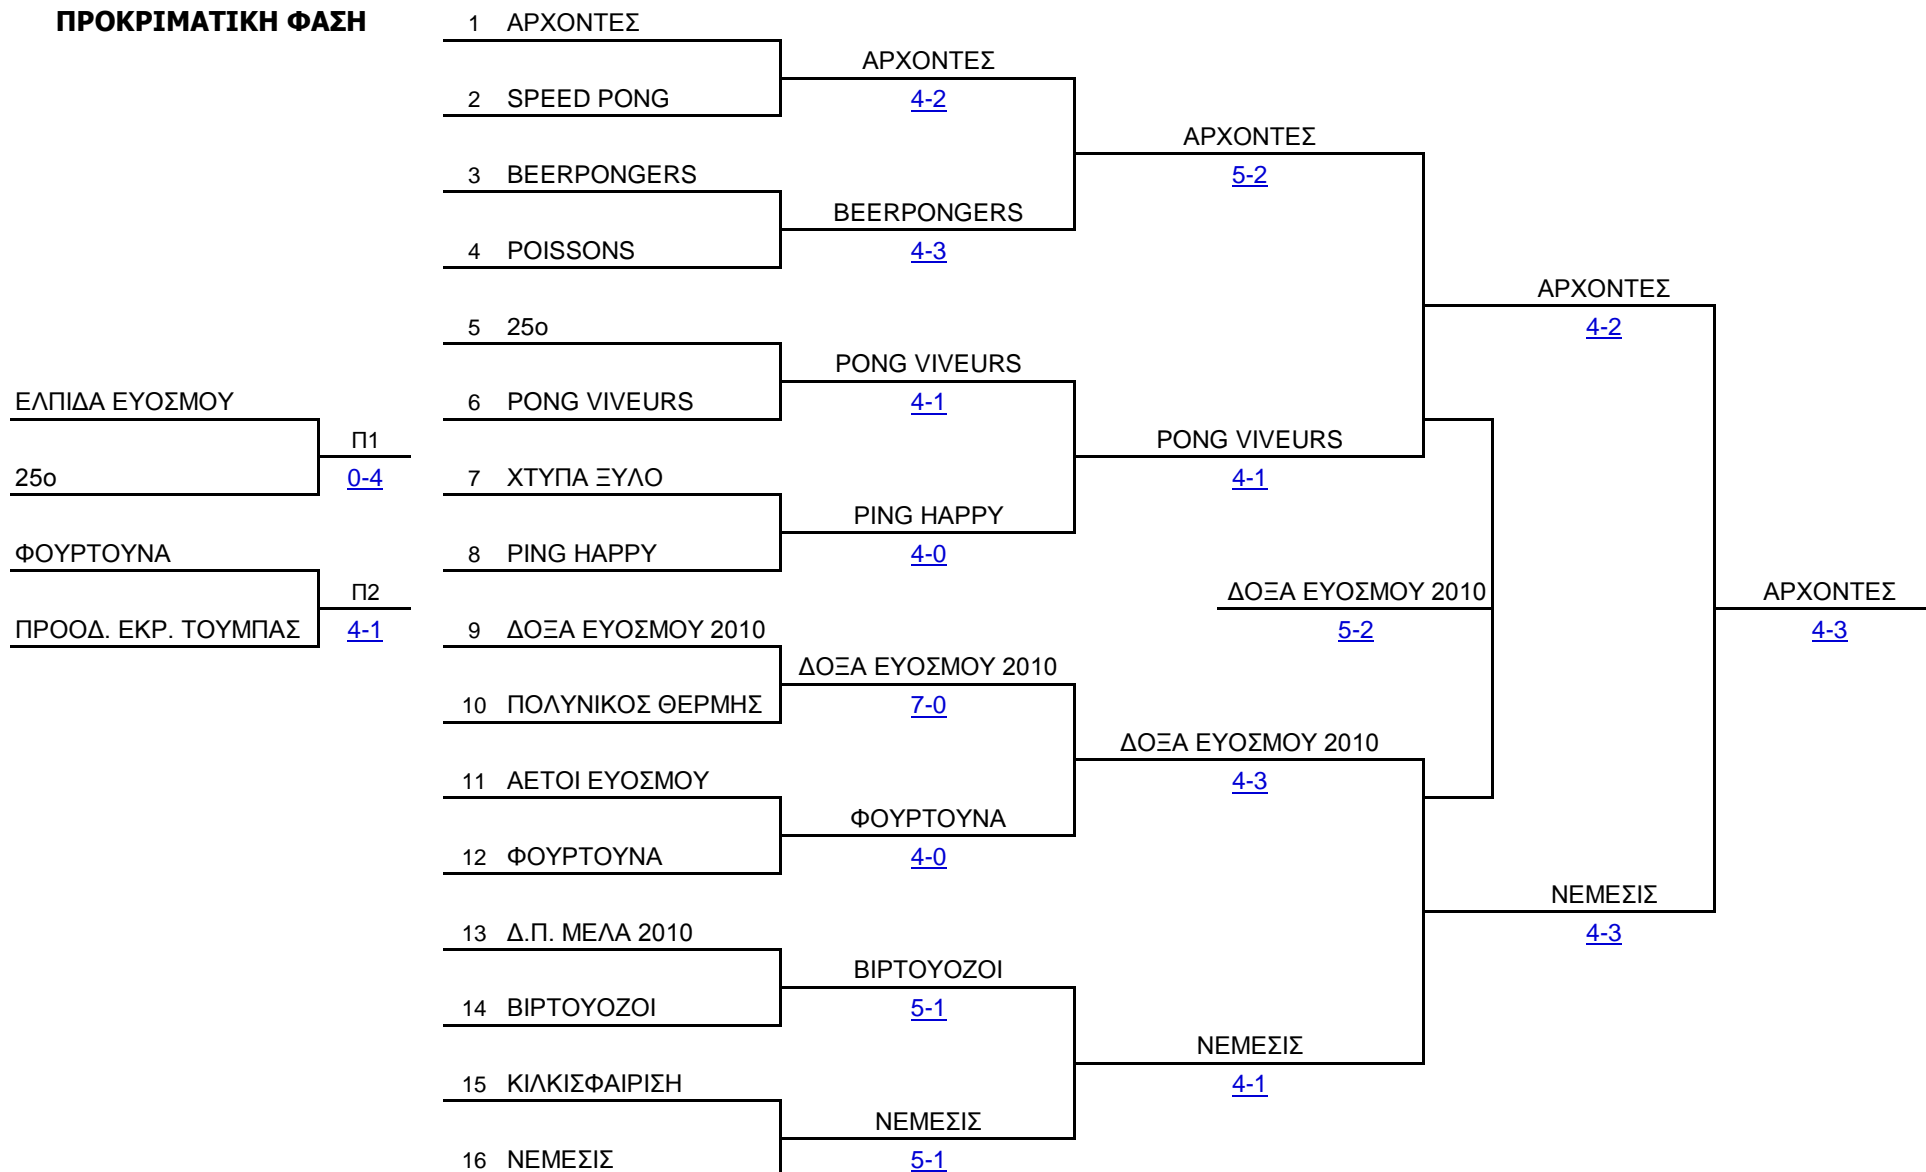 ΠΡΟΚΡΙΜΑΤΙΚΗ ΦΑΣΗ
1 ΑΡΧΟΝΤΕΣ
ΑΡΧΟΝΤΕΣ
2 SPEED PONG
4-2
ΑΡΧΟΝΤΕΣ
3 BEERPONGERS
5-2
BEERPONGERS
4 POISSONS
4-3
ΑΡΧΟΝΤΕΣ
5 25ο
4-2
PONG VIVEURS
ΕΛΠΙΔΑ ΕΥΟΣΜΟΥ
6 PONG VIVEURS
4-1
Π1
PONG VIVEURS
25ο
0-4
7 ΧΤΥΠΑ ΞΥΛΟ
4-1
PING HAPPY
ΦΟΥΡΤΟΥΝΑ
8 PING HAPPY
4-0
Π2
ΔΟΞΑ ΕΥΟΣΜΟΥ 2010
ΑΡΧΟΝΤΕΣ
ΠΡΟΟΔ. ΕΚΡ. ΤΟΥΜΠΑΣ
4-1
9 ΔΟΞΑ ΕΥΟΣΜΟΥ 2010
5-2
4-3
ΔΟΞΑ ΕΥΟΣΜΟΥ 2010
10 ΠΟΛΥΝΙΚΟΣ ΘΕΡΜΗΣ
7-0
ΔΟΞΑ ΕΥΟΣΜΟΥ 2010
11 ΑΕΤΟΙ ΕΥΟΣΜΟΥ
4-3
ΦΟΥΡΤΟΥΝΑ
12 ΦΟΥΡΤΟΥΝΑ
4-0
ΝΕΜΕΣΙΣ
13 Δ.Π. ΜΕΛΑ 2010
4-3
ΒΙΡΤΟΥΟΖΟΙ
14 ΒΙΡΤΟΥΟΖΟΙ
5-1
ΝΕΜΕΣΙΣ
15 ΚΙΛΚΙΣΦΑΙΡΙΣΗ
4-1
ΝΕΜΕΣΙΣ
16 ΝΕΜΕΣΙΣ
5-1